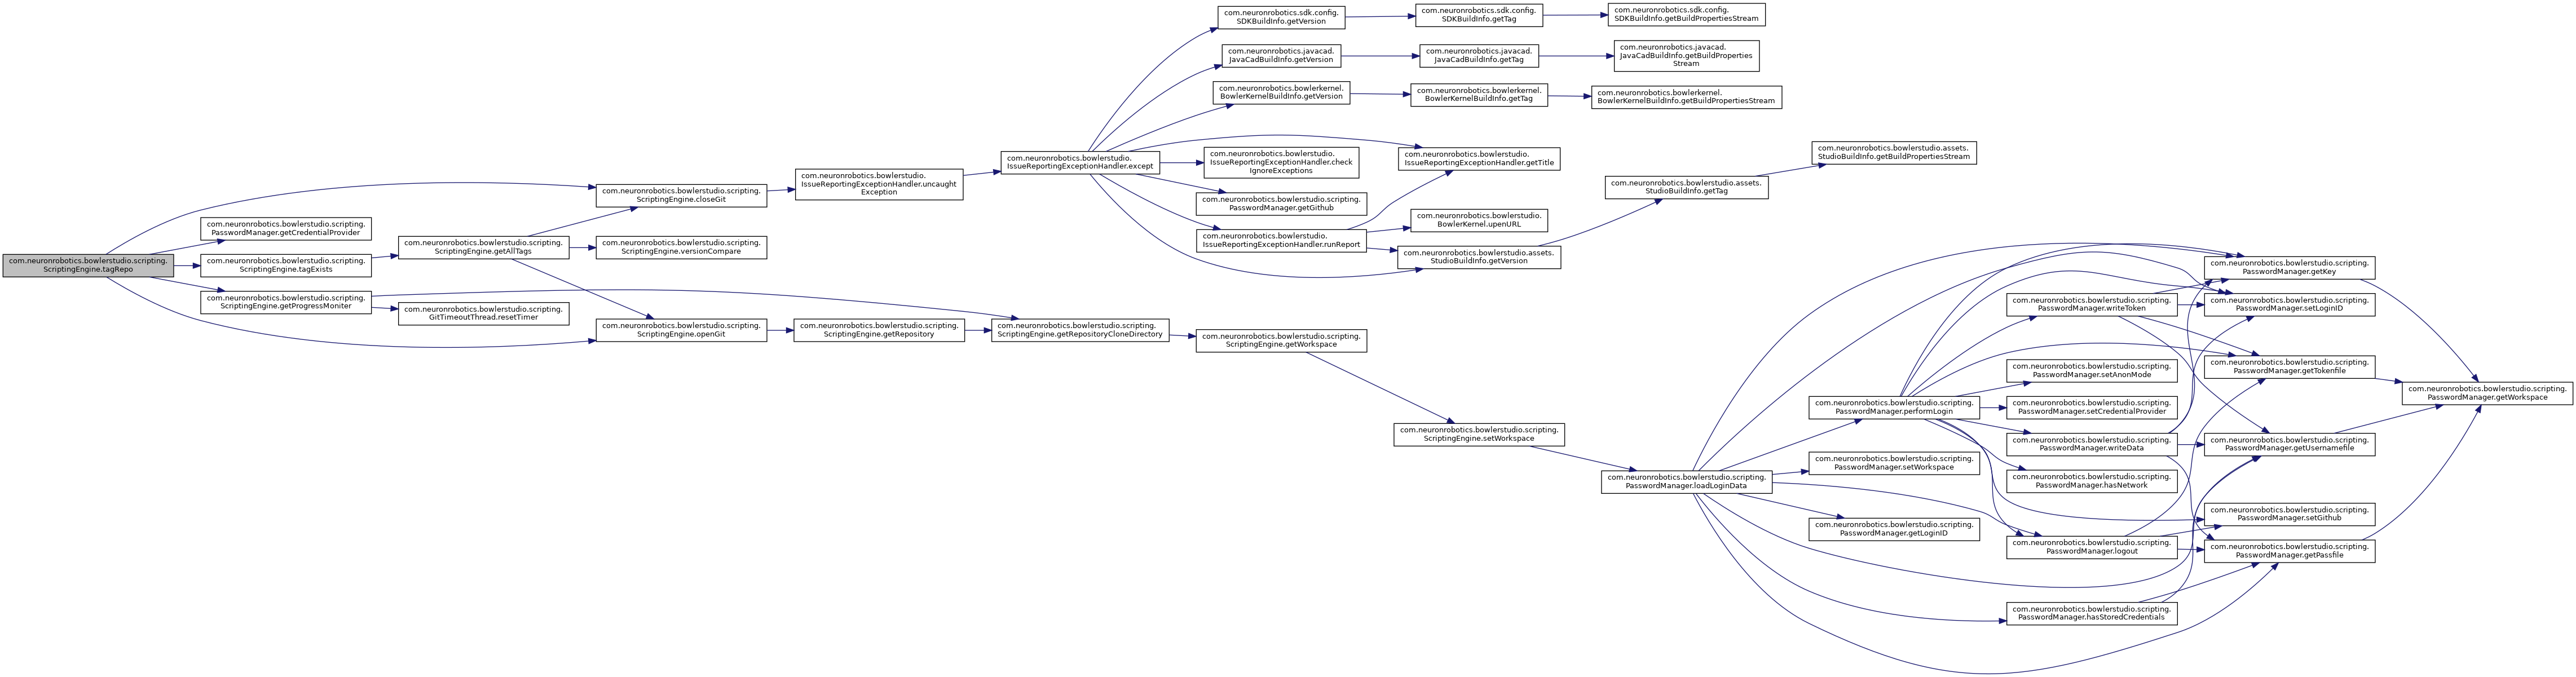 com.neuronrobotics.bowlerstudio.scripting.
ScriptingEngine.tagRepo
com.neuronrobotics.bowlerstudio.scripting.
PasswordManager.getCredentialProvider
com.neuronrobotics.bowlerstudio.scripting.
ScriptingEngine.tagExists
com.neuronrobotics.bowlerstudio.scripting.
ScriptingEngine.getProgressMoniter
com.neuronrobotics.bowlerstudio.scripting.
ScriptingEngine.getAllTags
com.neuronrobotics.bowlerstudio.scripting.
GitTimeoutThread.resetTimer
com.neuronrobotics.bowlerstudio.scripting.
ScriptingEngine.closeGit
com.neuronrobotics.bowlerstudio.scripting.
ScriptingEngine.versionCompare
com.neuronrobotics.bowlerstudio.scripting.
ScriptingEngine.openGit
com.neuronrobotics.bowlerstudio.
IssueReportingExceptionHandler.uncaught
Exception
com.neuronrobotics.bowlerstudio.scripting.
ScriptingEngine.getRepository
com.neuronrobotics.bowlerstudio.
IssueReportingExceptionHandler.except
com.neuronrobotics.bowlerstudio.scripting.
ScriptingEngine.getRepositoryCloneDirectory
com.neuronrobotics.sdk.config.
SDKBuildInfo.getVersion
com.neuronrobotics.javacad.
JavaCadBuildInfo.getVersion
com.neuronrobotics.bowlerkernel.
BowlerKernelBuildInfo.getVersion
com.neuronrobotics.bowlerstudio.
IssueReportingExceptionHandler.check
IgnoreExceptions
com.neuronrobotics.bowlerstudio.scripting.
PasswordManager.getGithub
com.neuronrobotics.bowlerstudio.
IssueReportingExceptionHandler.runReport
com.neuronrobotics.bowlerstudio.scripting.
ScriptingEngine.getWorkspace
com.neuronrobotics.sdk.config.
SDKBuildInfo.getTag
com.neuronrobotics.javacad.
JavaCadBuildInfo.getTag
com.neuronrobotics.bowlerkernel.
BowlerKernelBuildInfo.getTag
com.neuronrobotics.bowlerstudio.
IssueReportingExceptionHandler.getTitle
com.neuronrobotics.bowlerstudio.
BowlerKernel.upenURL
com.neuronrobotics.bowlerstudio.assets.
StudioBuildInfo.getVersion
com.neuronrobotics.bowlerstudio.scripting.
ScriptingEngine.setWorkspace
com.neuronrobotics.sdk.config.
SDKBuildInfo.getBuildPropertiesStream
com.neuronrobotics.javacad.
JavaCadBuildInfo.getBuildProperties
Stream
com.neuronrobotics.bowlerkernel.
BowlerKernelBuildInfo.getBuildPropertiesStream
com.neuronrobotics.bowlerstudio.assets.
StudioBuildInfo.getTag
com.neuronrobotics.bowlerstudio.scripting.
PasswordManager.loadLoginData
com.neuronrobotics.bowlerstudio.assets.
StudioBuildInfo.getBuildPropertiesStream
com.neuronrobotics.bowlerstudio.scripting.
PasswordManager.performLogin
com.neuronrobotics.bowlerstudio.scripting.
PasswordManager.setWorkspace
com.neuronrobotics.bowlerstudio.scripting.
PasswordManager.getLoginID
com.neuronrobotics.bowlerstudio.scripting.
PasswordManager.writeToken
com.neuronrobotics.bowlerstudio.scripting.
PasswordManager.setAnonMode
com.neuronrobotics.bowlerstudio.scripting.
PasswordManager.setCredentialProvider
com.neuronrobotics.bowlerstudio.scripting.
PasswordManager.writeData
com.neuronrobotics.bowlerstudio.scripting.
PasswordManager.hasNetwork
com.neuronrobotics.bowlerstudio.scripting.
PasswordManager.logout
com.neuronrobotics.bowlerstudio.scripting.
PasswordManager.hasStoredCredentials
com.neuronrobotics.bowlerstudio.scripting.
PasswordManager.getKey
com.neuronrobotics.bowlerstudio.scripting.
PasswordManager.setLoginID
com.neuronrobotics.bowlerstudio.scripting.
PasswordManager.getTokenfile
com.neuronrobotics.bowlerstudio.scripting.
PasswordManager.getUsernamefile
com.neuronrobotics.bowlerstudio.scripting.
PasswordManager.setGithub
com.neuronrobotics.bowlerstudio.scripting.
PasswordManager.getPassfile
com.neuronrobotics.bowlerstudio.scripting.
PasswordManager.getWorkspace